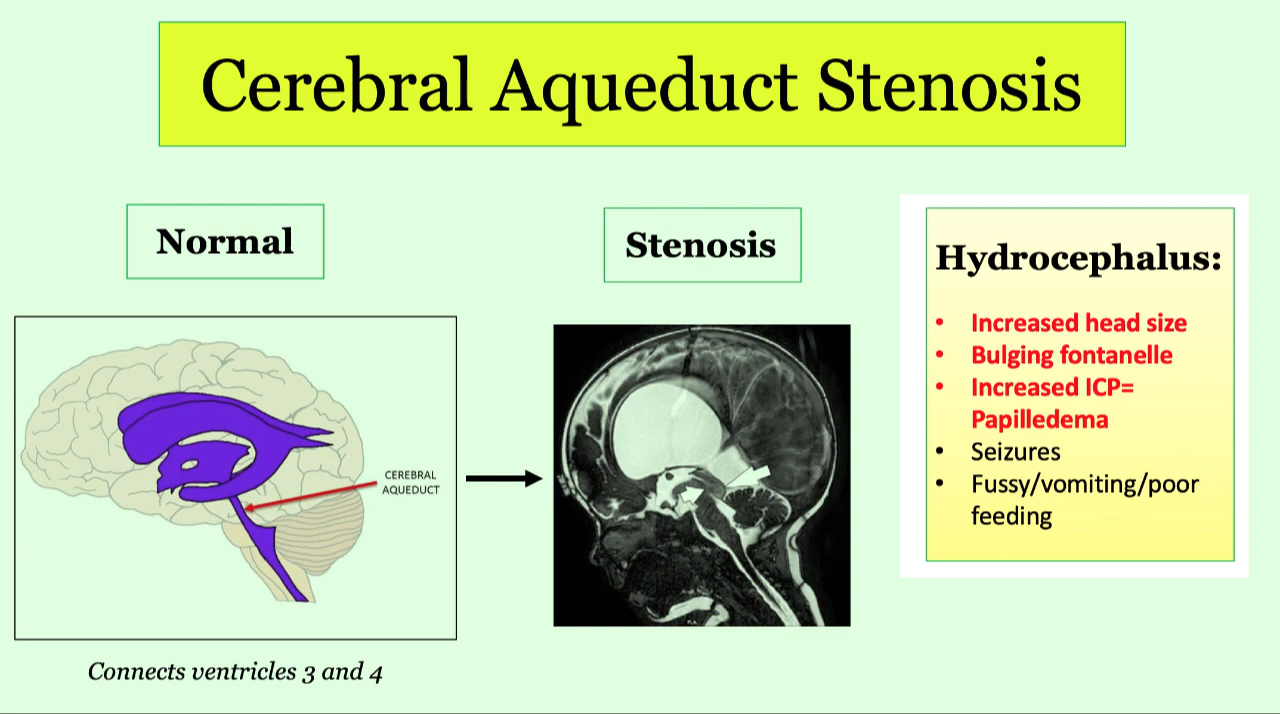 Cerebral Aqueduct Stenosis
Normal
Stenosis
Hydrocephalus:
• Increased head size
• Bulging fontanelle
• Increased ICP=
Papilledema
• Seizures
• Fussy/vomiting/poor
feeding
CEREBRAL
AQUEDUCT
Connects ventricles 3 and 4